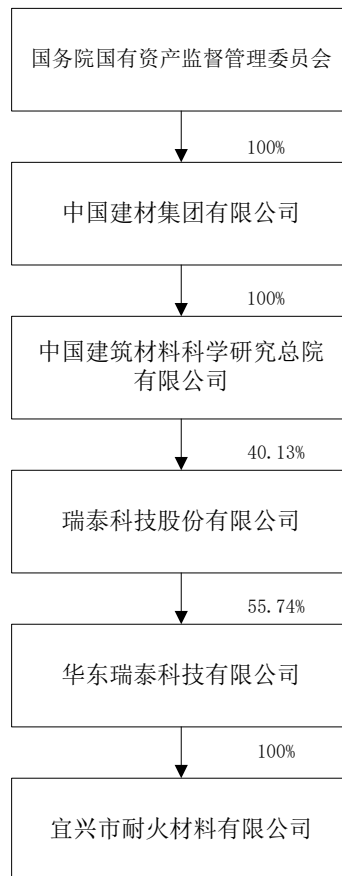 国务院国有资产监督管理委员会
100%
中国建材集团有限公司
100%
中国建筑材料科学研究总院
有限公司
40.13%
瑞泰科技股份有限公司
55.74%
华东瑞泰科技有限公司
100%
宜兴市耐火材料有限公司